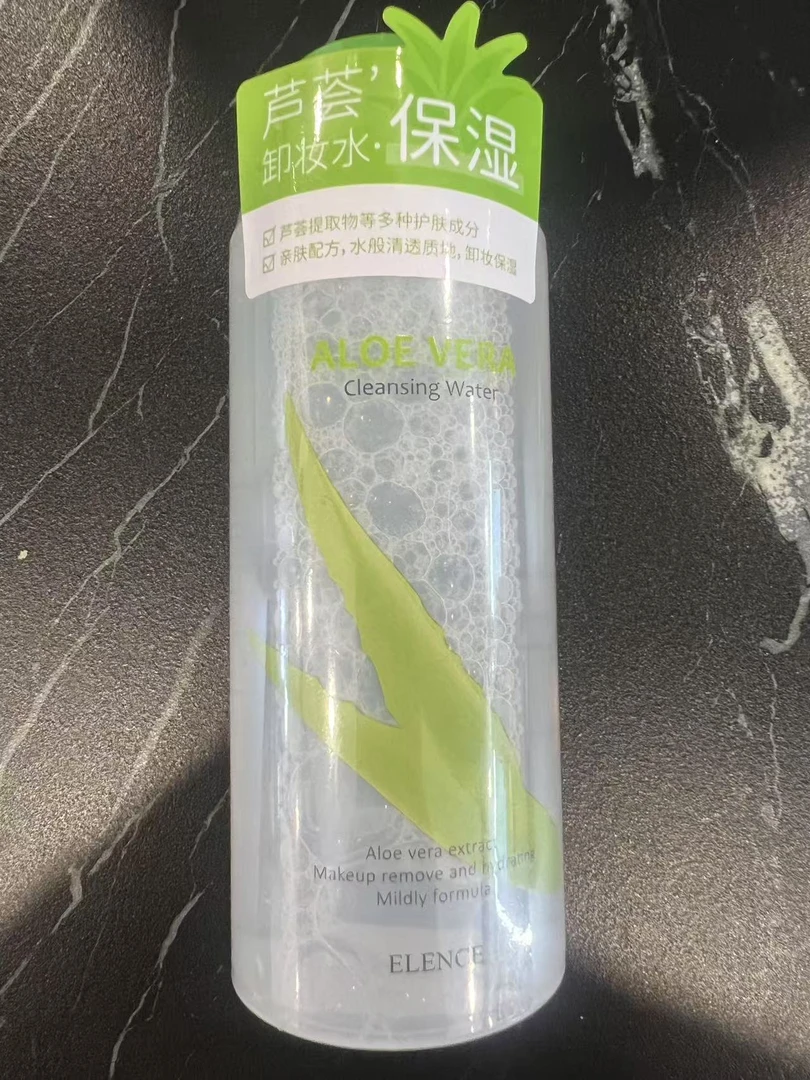 芦荟,
卸妆水·保湿
☑ 芦荟提取物等多种护肤成分
☑ 亲肤配方,水般清透质地,卸妆保湿
ALOE VERA
Cleansing Water
Aloe vera extract
Makeup remove and hydrating
Mildly formula
ELENCE